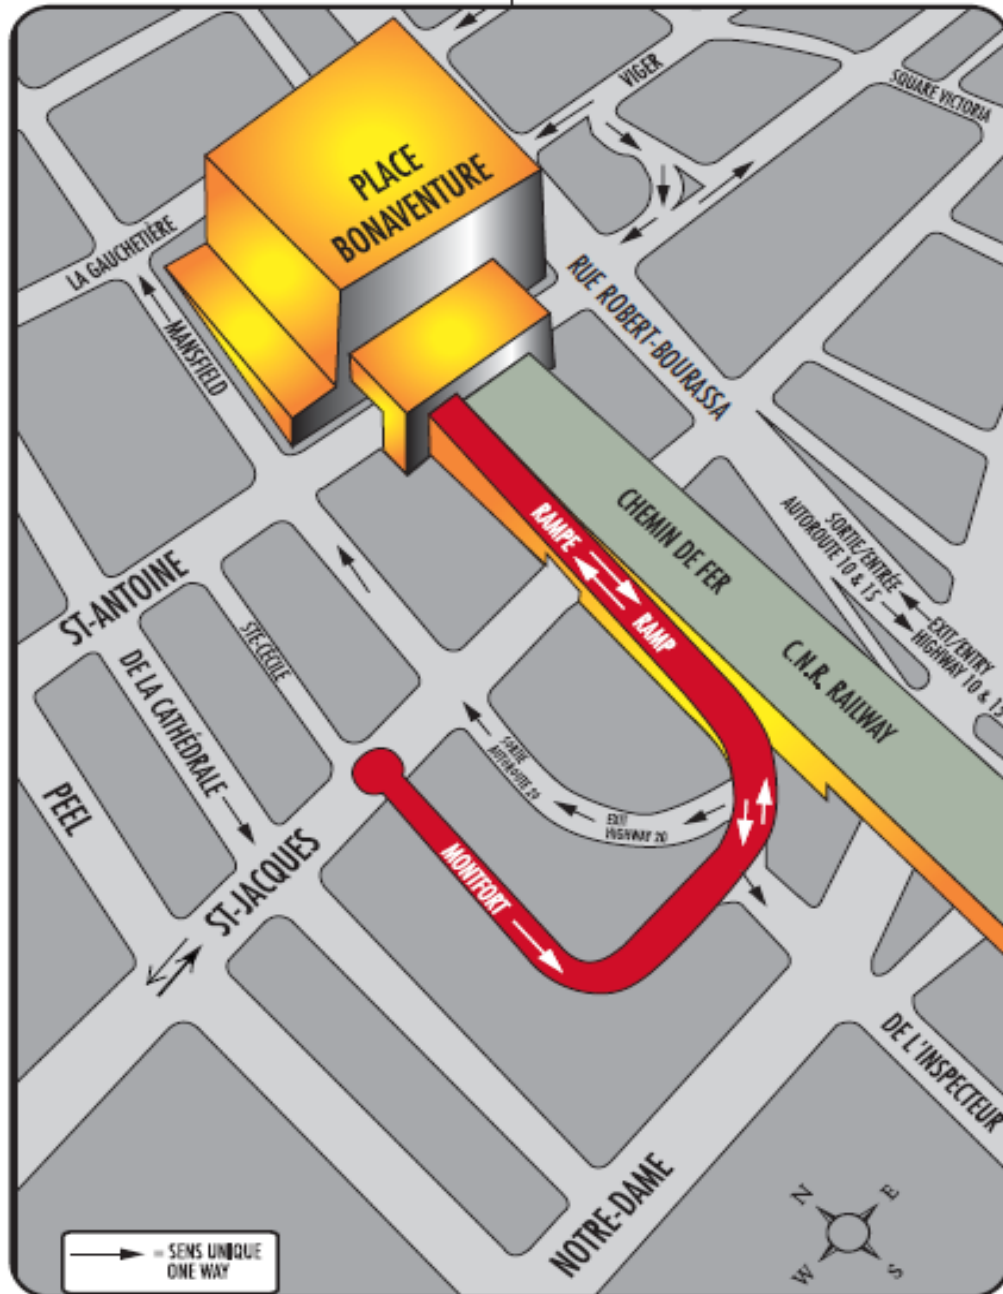 VIGER
SQUARE VICTORIA
PLACE
BONAVENTURE
LA GAUCHETIÈRE
MANSFIELD
RUE ROBERT-BOURASSA
CHEMIN DE FER
C.N.R. RAILWAY
RAMPE
RAMP
SORTIE/ENTRÉE
AUTOROUTE 10 & 15
EXIT/ENTRY
HIGHWAY 10 & 15
ST-ANTOINE
STE-CÉCILE
DE LA CATHÉDRALE
PEEL
ST-JACQUES
SORTIE
AUTOROUTE 20
EXIT
HIGHWAY 20
MONTFORT
DE L'INSPECTEUR
NOTRE-DAME
N
E
W
S
= SENS UNIQUE
ONE WAY